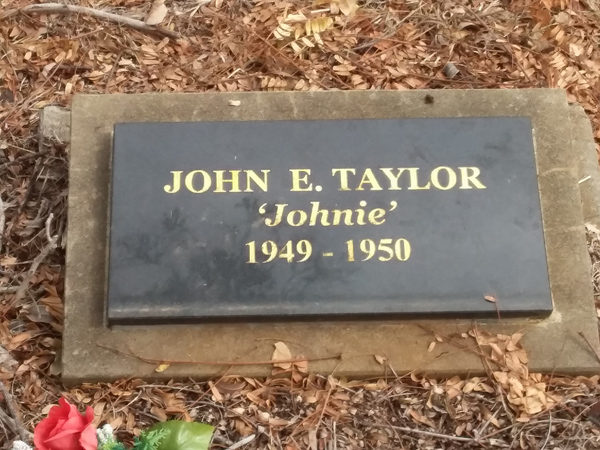 JOHN E. TAYLOR
‘Johnie’
1949 - 1950